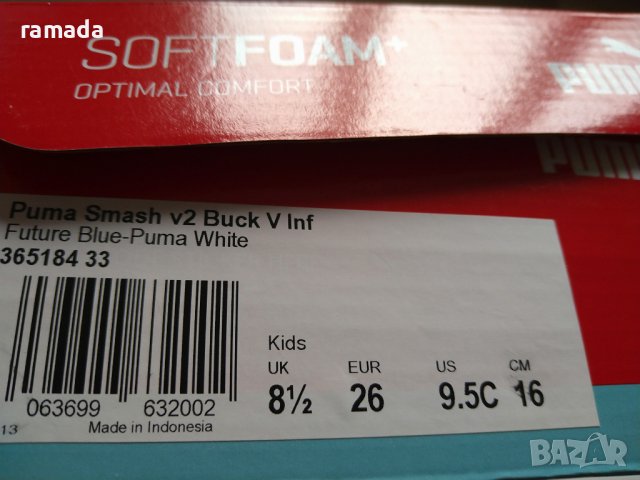 ramada
SOFTFOAM+
OPTIMAL COMFORT
PUMA
PUMA
Puma Smash v2 Buck V Inf
Future Blue-Puma White
365184 33
Kids
UK EUR US CM
8½ 26 9.5C 16
063699 632002
13 Made in Indonesia
BAZAR